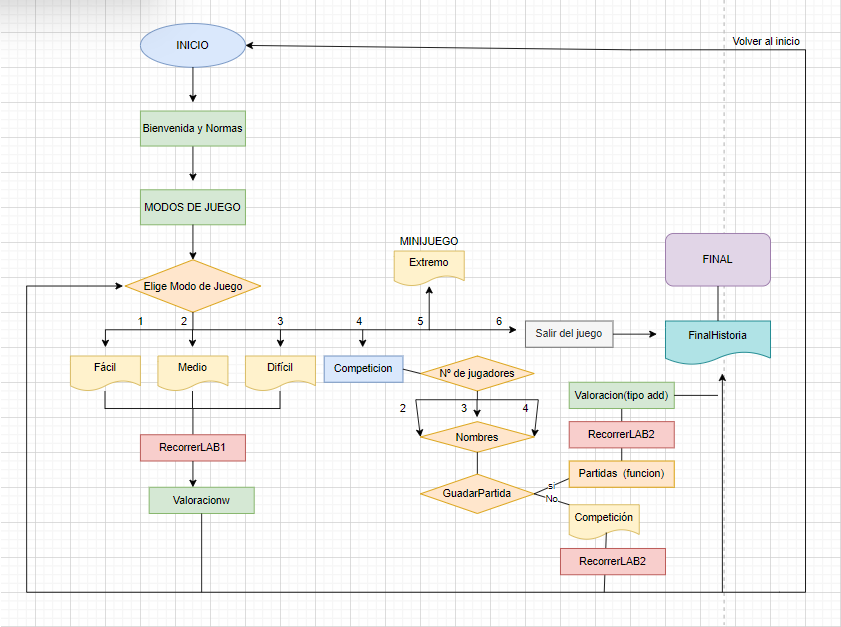 Volver al inicio
INICIO
Bienvenida y Normas
MODOS DE JUEGO
MINIJUEGO
Extremo
FINAL
Elige Modo de Juego
1
2
3
4
5
6
Salir del juego
FinalHistoria
Fácil
Medio
Difícil
Competicion
Nº de jugadores
Valoracion(tipo add)
2
3
4
Nombres
RecorrerLAB2
RecorrerLAB1
Partidas (funcion)
GuadarPartida
si
No
Valoracionw
Competición
RecorrerLAB2